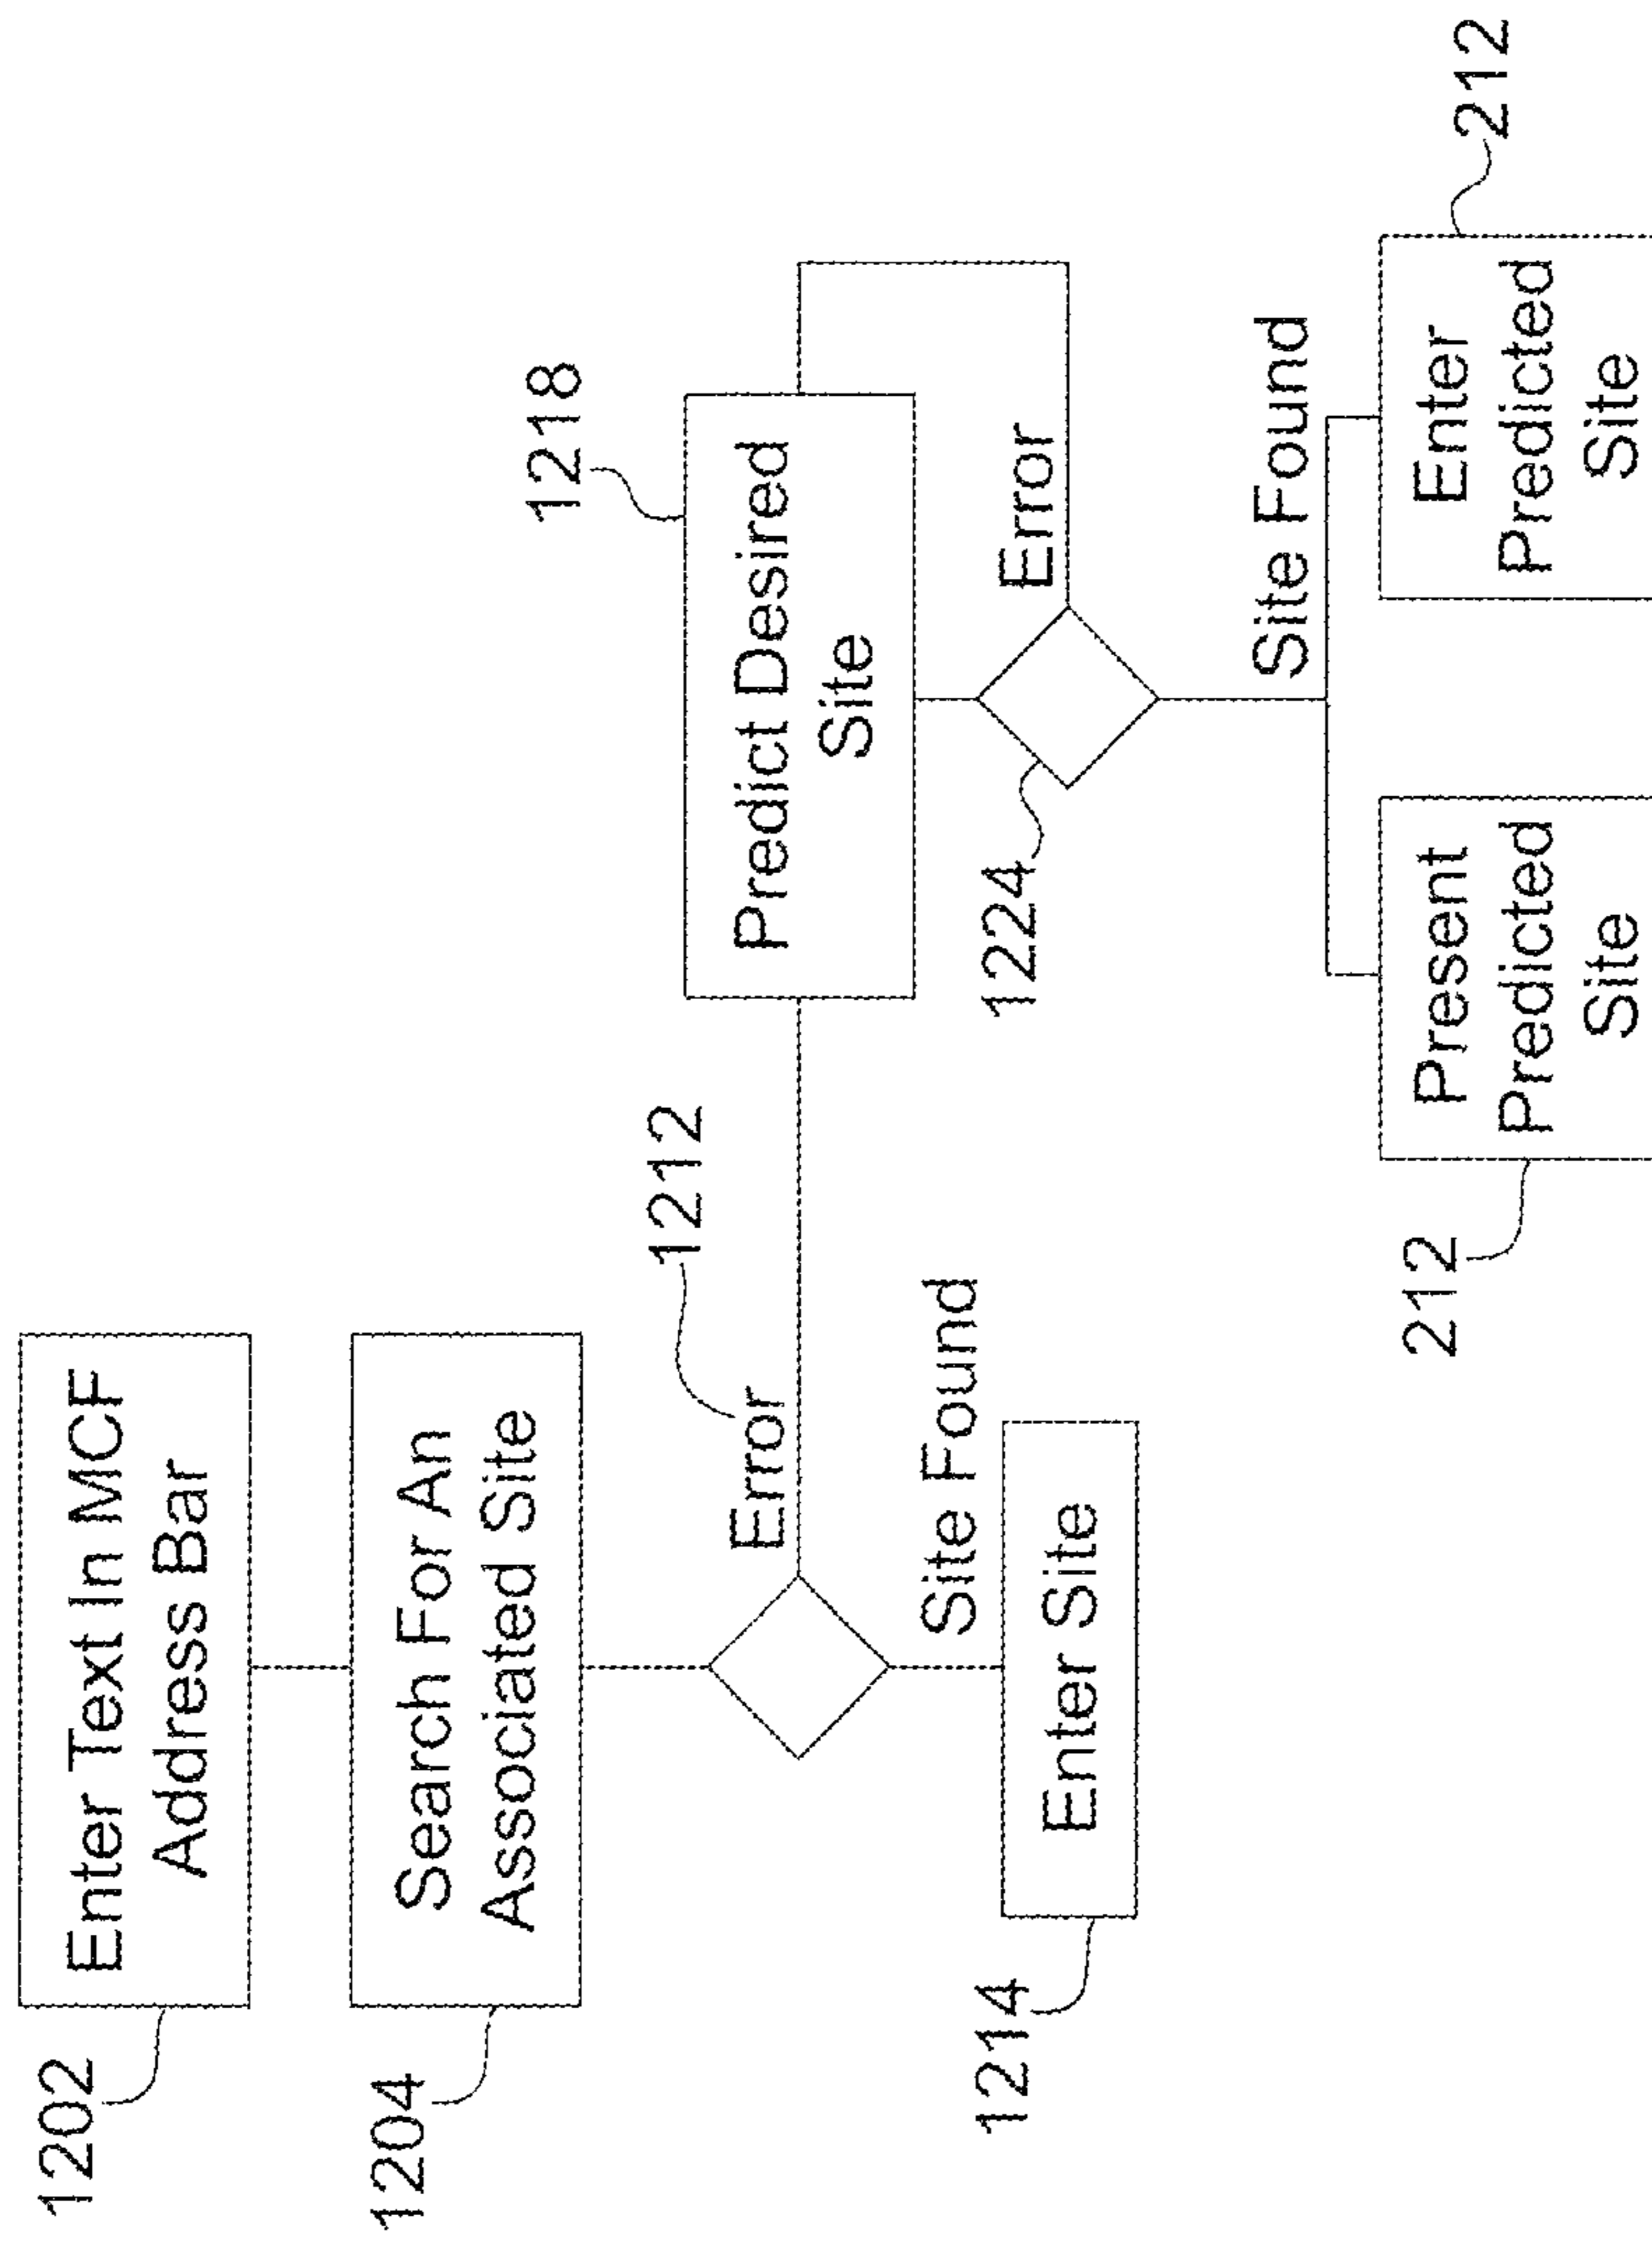 1202
Enter Text In MCF
Address Bar
1204
Search For An
Associated Site
Error
1212
Site Found
1214
Enter Site
1218
Predict Desired
Site
1224
Error
Site Found
212
Present
Predicted
Site
Enter
Predicted
Site
212